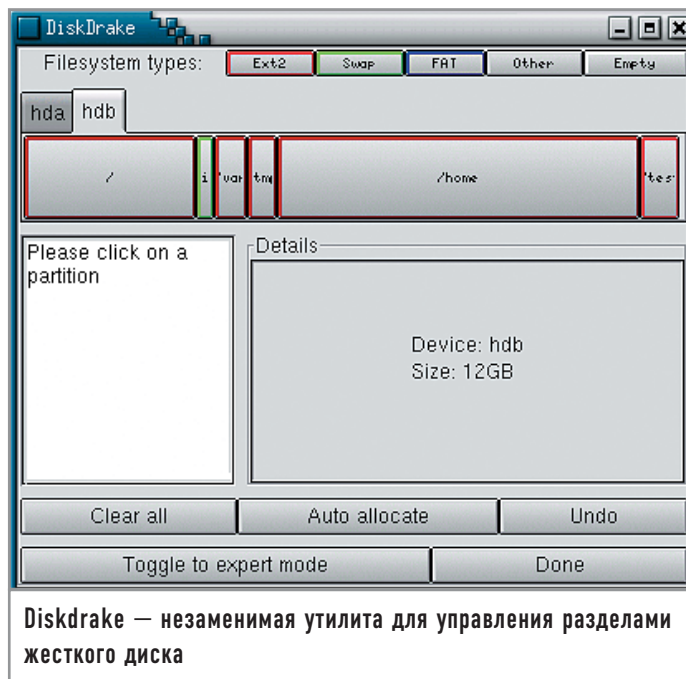 DiskDrake
Filesystem types: Ext2 Swap FAT Other Empty
hda hdb
/ i 'var tmp /home 'tes
Please click on a
partition
Details
Device: hdb
Size: 12GB
Clear all Auto allocate Undo
Toggle to expert mode Done
Diskdrake — незаменимая утилита для управления разделами
жесткого диска